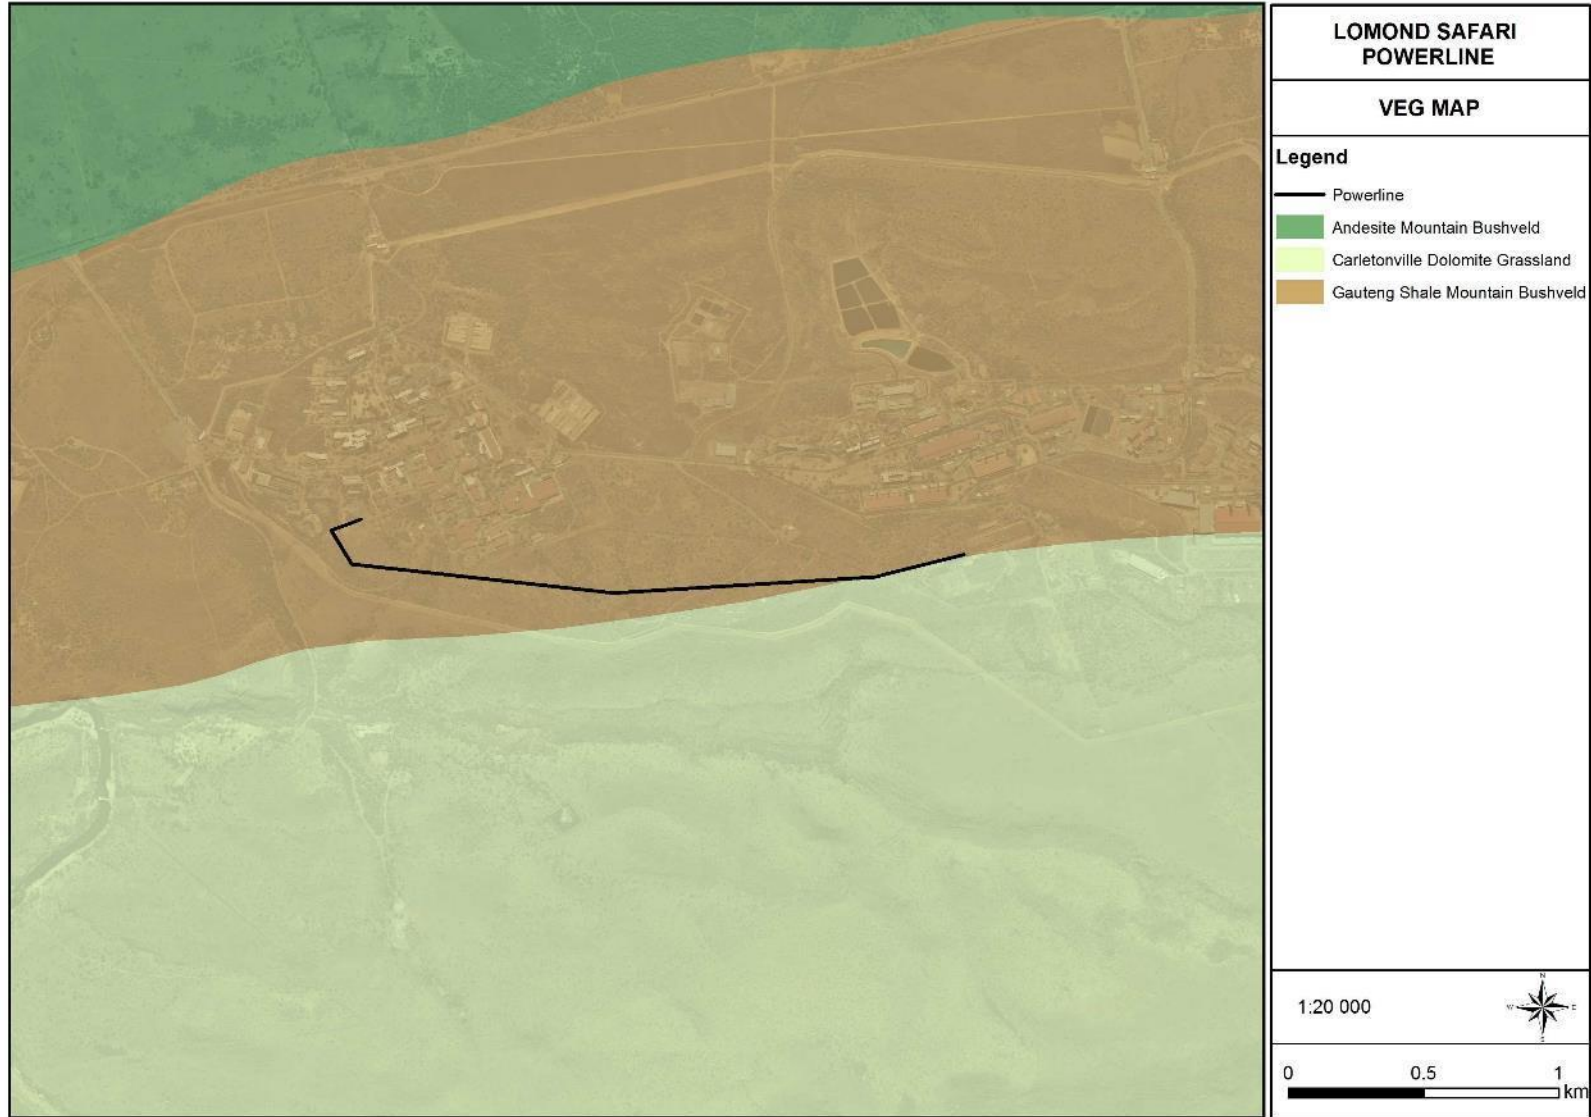 LOMOND SAFARI
POWERLINE
VEG MAP
Legend
Powerline
Andesite Mountain Bushveld
Carletonville Dolomite Grassland
Gauteng Shale Mountain Bushveld
1:20 000
N
W E
S
0 0.5 1
km